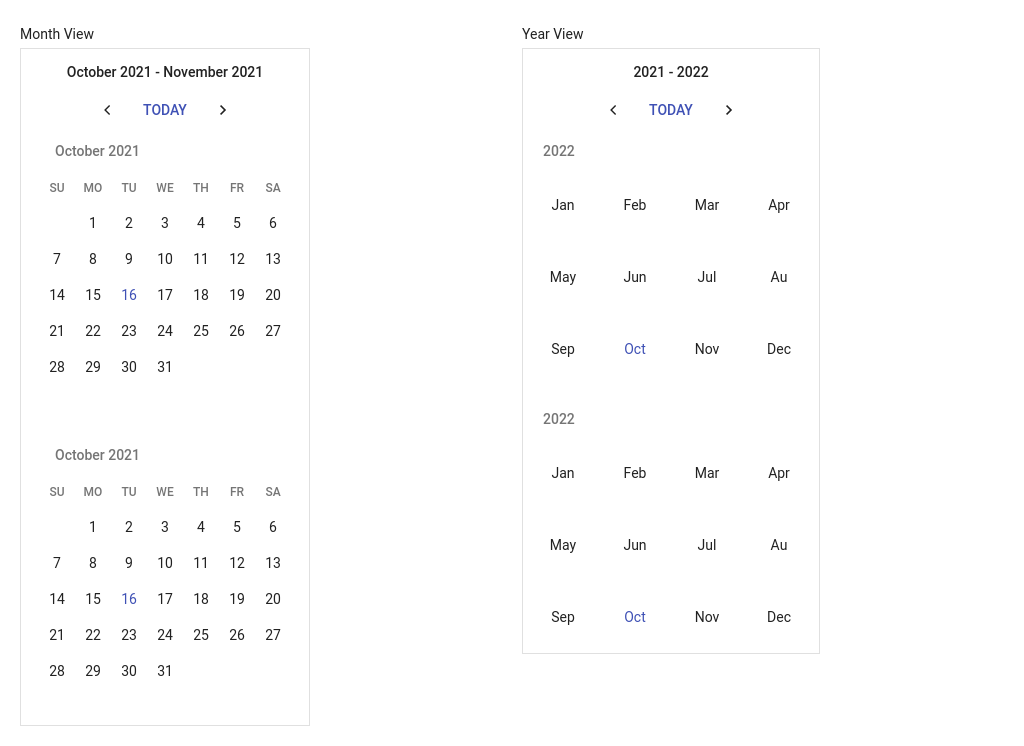 Month View
October 2021 - November 2021
TODAY
October 2021
SU MO TU WE TH FR SA
1 2 3 4 5 6
7 8 9 10 11 12 13
14 15 16 17 18 19 20
21 22 23 24 25 26 27
28 29 30 31
October 2021
SU MO TU WE TH FR SA
1 2 3 4 5 6
7 8 9 10 11 12 13
14 15 16 17 18 19 20
21 22 23 24 25 26 27
28 29 30 31
Year View
2021 - 2022
TODAY
2022
Jan Feb Mar Apr
May Jun Jul Au
Sep Oct Nov Dec
2022
Jan Feb Mar Apr
May Jun Jul Au
Sep Oct Nov Dec